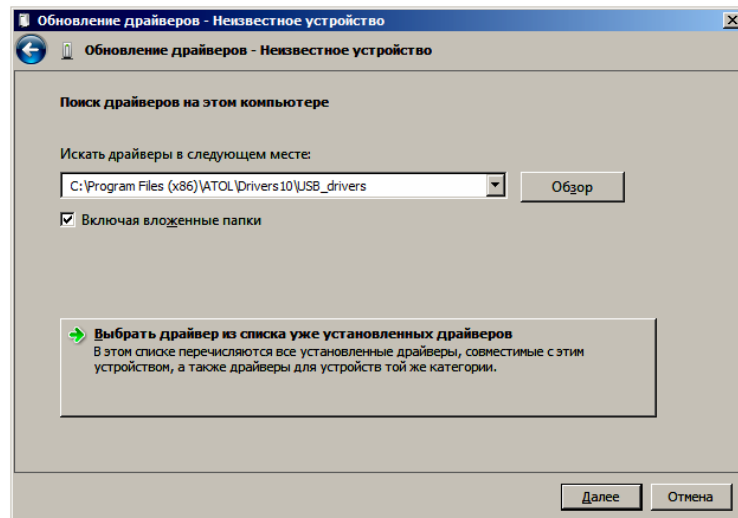 Обновление драйверов - Неизвестное устройство
Обновление драйверов - Неизвестное устройство
Поиск драйверов на этом компьютере
Искать драйверы в следующем месте:
C:\Program Files (x86)\ATOL\Drivers10\USB_drivers
Обзор
Включая вложенные папки
Выбрать драйвер из списка уже установленных драйверов
В этом списке перечисляются все установленные драйверы, совместимые с этим
устройством, а также драйверы для устройств той же категории.
Далее
Отмена